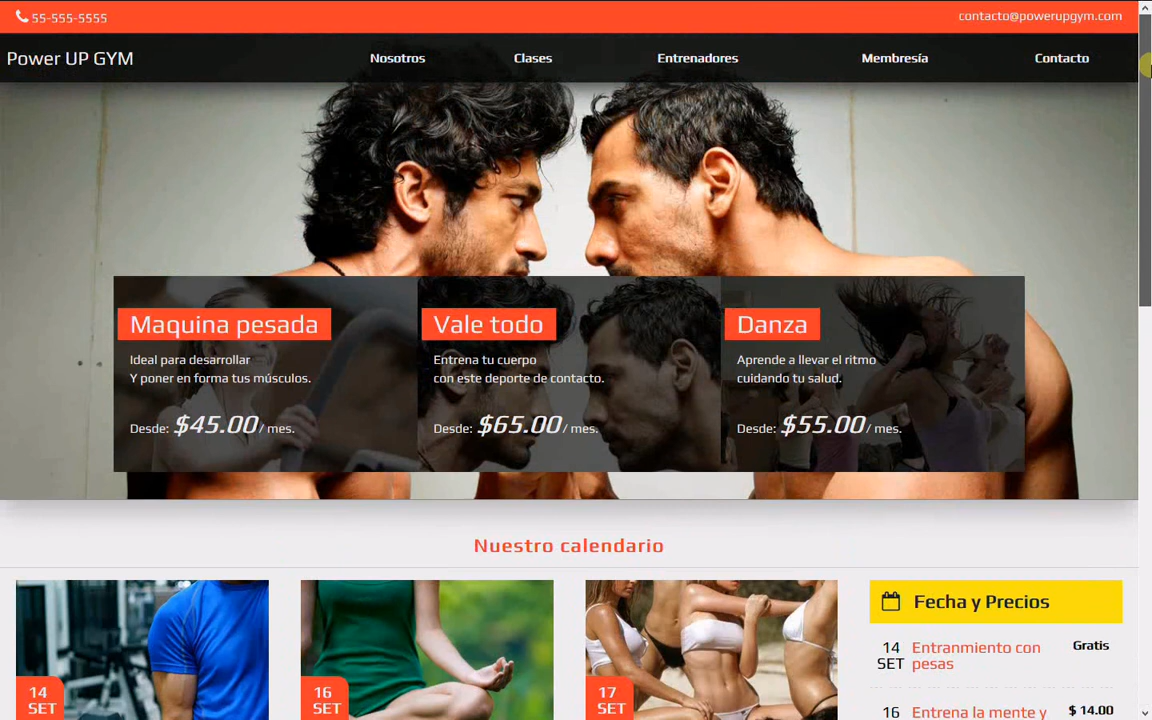 55-555-5555
contacto@powerupgym.com
Power UP GYM
Nosotros
Clases
Entrenadores
Membresía
Contacto
Maquina pesada
Ideal para desarrollar
Y poner en forma tus músculos.
Desde: $45.00 / mes.
Vale todo
Entrena tu cuerpo
con este deporte de contacto.
Desde: $65.00 / mes.
Danza
Aprende a llevar el ritmo
cuidando tu salud.
Desde: $55.00 / mes.
Nuestro calendario
14
SET
16
SET
17
SET
Fecha y Precios
14
SET
Entranmiento con
pesas
Gratis
16
Entrena la mente y
$ 14.00